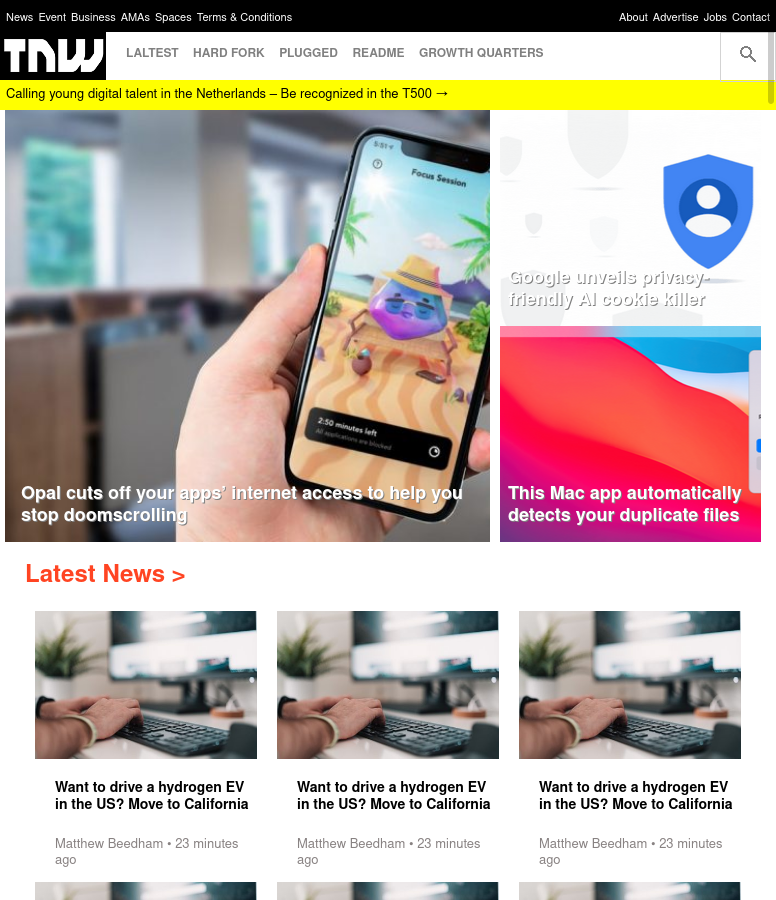 News Event Business AMAs Spaces Terms & Conditions
About Advertise Jobs Contact
TNW
LALTEST HARD FORK PLUGGED README GROWTH QUARTERS
Calling young digital talent in the Netherlands – Be recognized in the T500 →
5:51
Focus Session
2:50 minutes left
All applications are blocked
Opal cuts off your apps’ internet access to help you
stop doomscrolling
Google unveils privacy-
friendly AI cookie killer
This Mac app automatically
detects your duplicate files
Latest News >
Want to drive a hydrogen EV
in the US? Move to California
Matthew Beedham • 23 minutes
ago
Want to drive a hydrogen EV
in the US? Move to California
Matthew Beedham • 23 minutes
ago
Want to drive a hydrogen EV
in the US? Move to California
Matthew Beedham • 23 minutes
ago